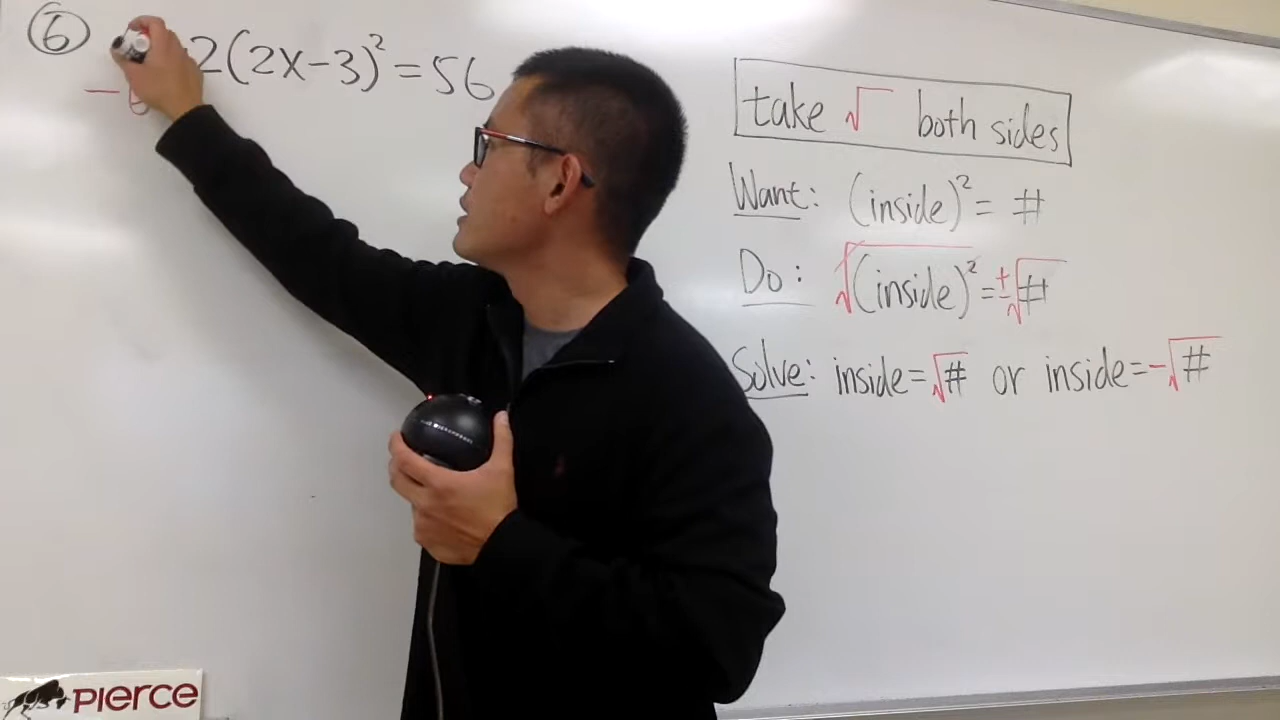 ⑥ 2(2x-3)² = 56
- 6
take √ both sides
Want: (inside)² = #
Do: √(inside)² = ±√#
Solve: inside = √# or inside = -√#
PIERCE